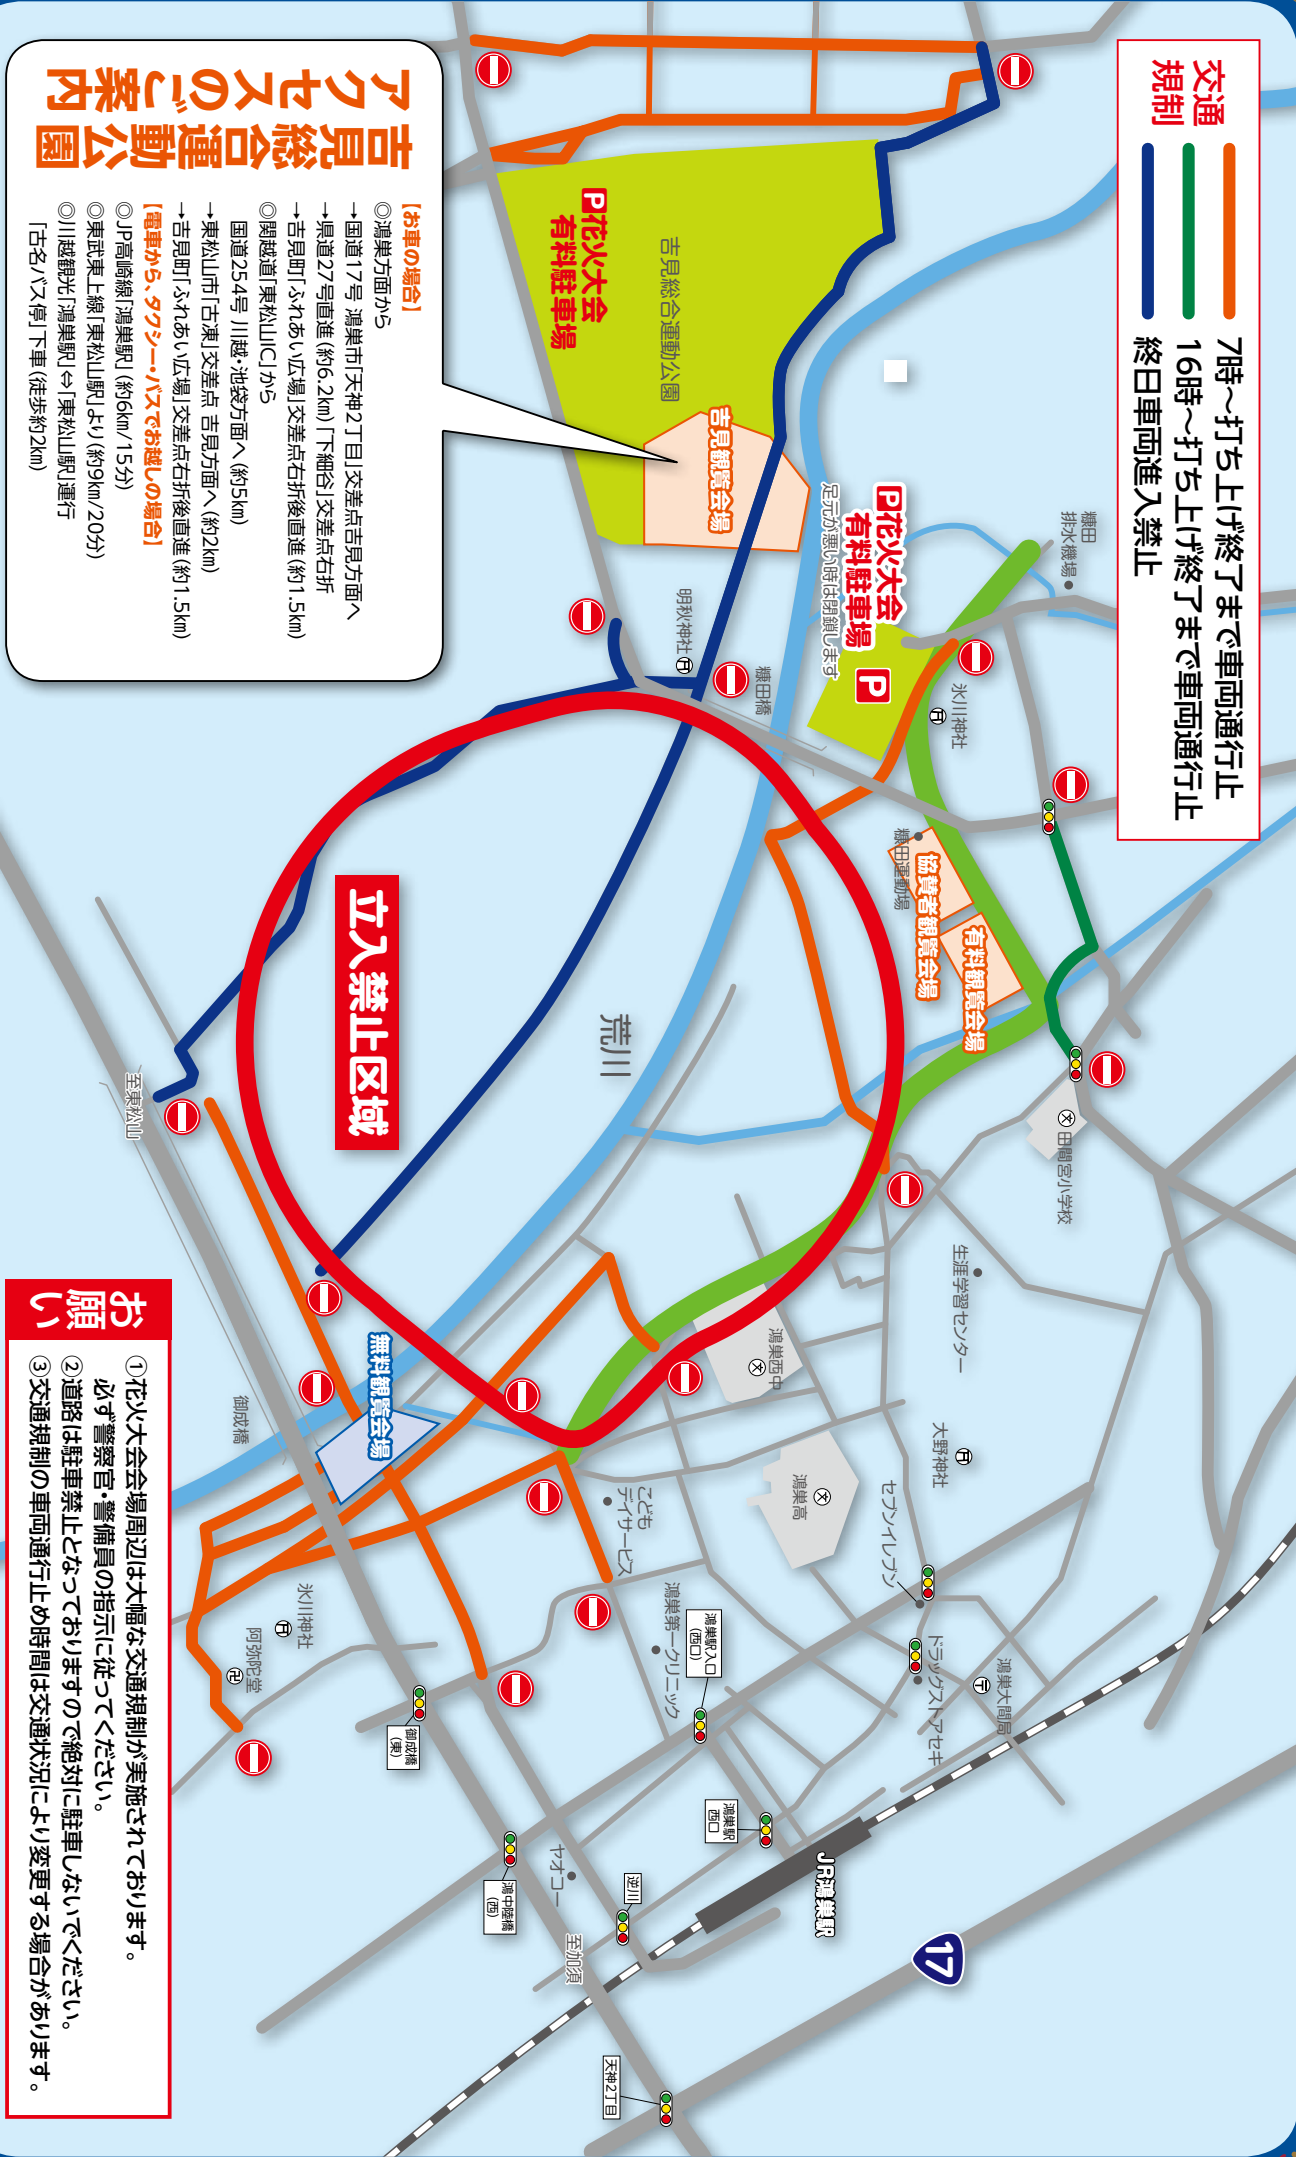 交通
規制
7時～打ち上げ終了まで車両通行止
16時～打ち上げ終了まで車両通行止
終日車両進入禁止
吉見総合運動公園
アクセスのご案内
【お車の場合】
◎鴻巣方面から
→国道17号 鴻巣市「天神2丁目」交差点吉見方面へ
→県道27号直進(約6.2km)「下細谷」交差点右折
→吉見町「ふれあい広場」交差点右折後直進(約1.5km)
◎関越道「東松山IC」から
国道254号 川越・池袋方面へ(約5km)
→東松山市「古凍」交差点 吉見方面へ(約2km)
→吉見町「ふれあい広場」交差点右折後直進(約1.5km)
【電車から、タクシー・バスでお越しの場合】
◎JP高崎線「鴻巣駅」(約6km/15分)
◎東武東上線「東松山駅」より(約9km/20分)
◎川越観光「鴻巣駅」⇔「東松山駅」運行
「古名バス停」下車(徒歩約2km)
P花火大会
有料駐車場
吉見総合運動公園
吉見観覧会場
P花火大会
有料駐車場
足元が悪い時は閉鎖します
P
糠田
排水機場
氷川神社
明秋神社
糠田橋
糠田運動場
協賛者観覧会場
有料観覧会場
立入禁止区域
荒川
至東松山
田間宮小学校
生涯学習センター
鴻巣西中
文
大野神社
鴻巣高
文
セブンイレブン
無料観覧会場
御成橋
こども
デイサービス
鴻巣第一クリニック
鴻巣駅入口
(西口)
ドラッグストアセキ
鴻巣大間局
氷川神社
阿弥陀堂
御成橋
(東)
鴻巣駅
西口
JR鴻巣駅
ヤオコー
鴻中陸橋
(西)
逆川
至加須
17
天神2丁目
お願い
①花火大会会場周辺は大幅な交通規制が実施されております。
必ず警察官・警備員の指示に従ってください。
②道路は駐車禁止となっておりますので絶対に駐車しないでください。
③交通規制の車両通行止め時間は交通状況により変更する場合があります。